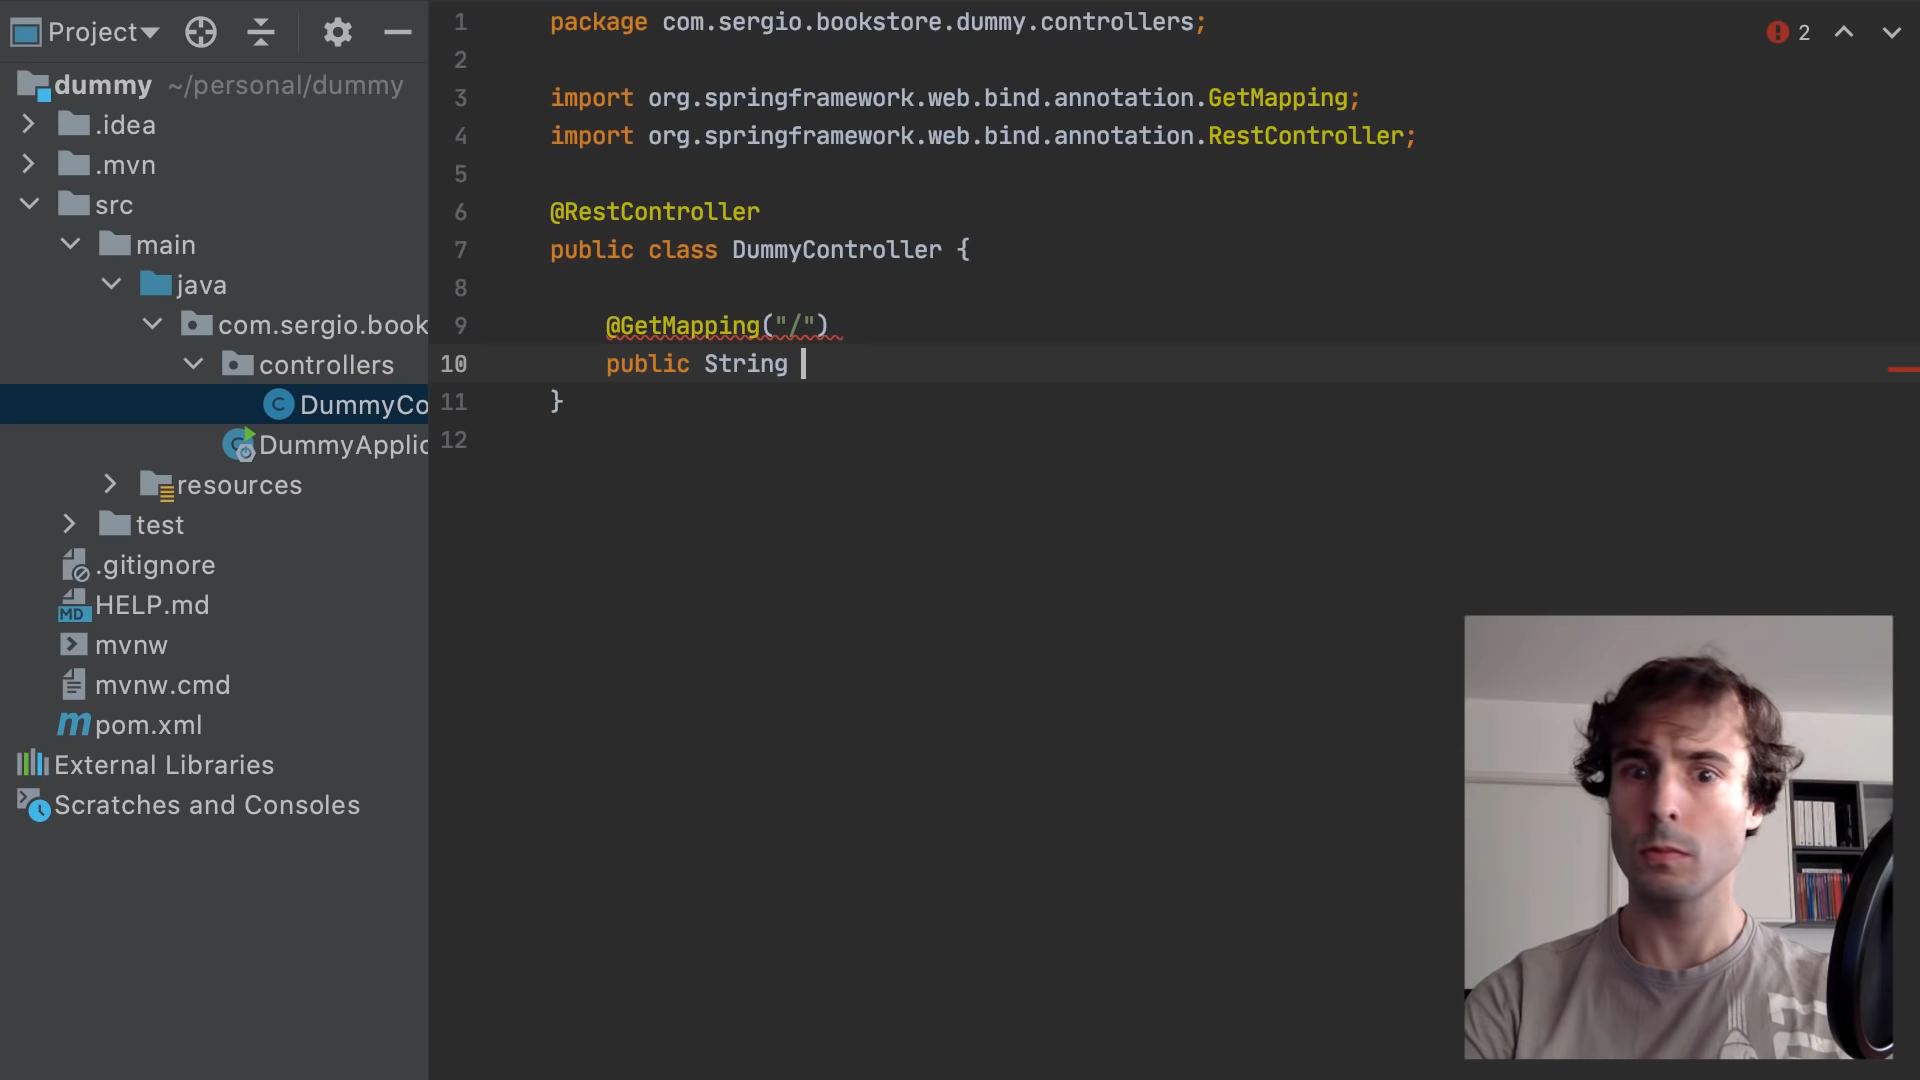 Project
dummy ~/personal/dummy
.idea
.mvn
src
main
java
com.sergio.book
controllers
DummyCo
DummyApplic
resources
test
.gitignore
HELP.md
mvnw
mvnw.cmd
pom.xml
External Libraries
Scratches and Consoles
2
1 package com.sergio.bookstore.dummy.controllers;
2
3 import org.springframework.web.bind.annotation.GetMapping;
4 import org.springframework.web.bind.annotation.RestController;
5
6 @RestController
7 public class DummyController {
8
9 @GetMapping("/")
10 public String
11 }
12